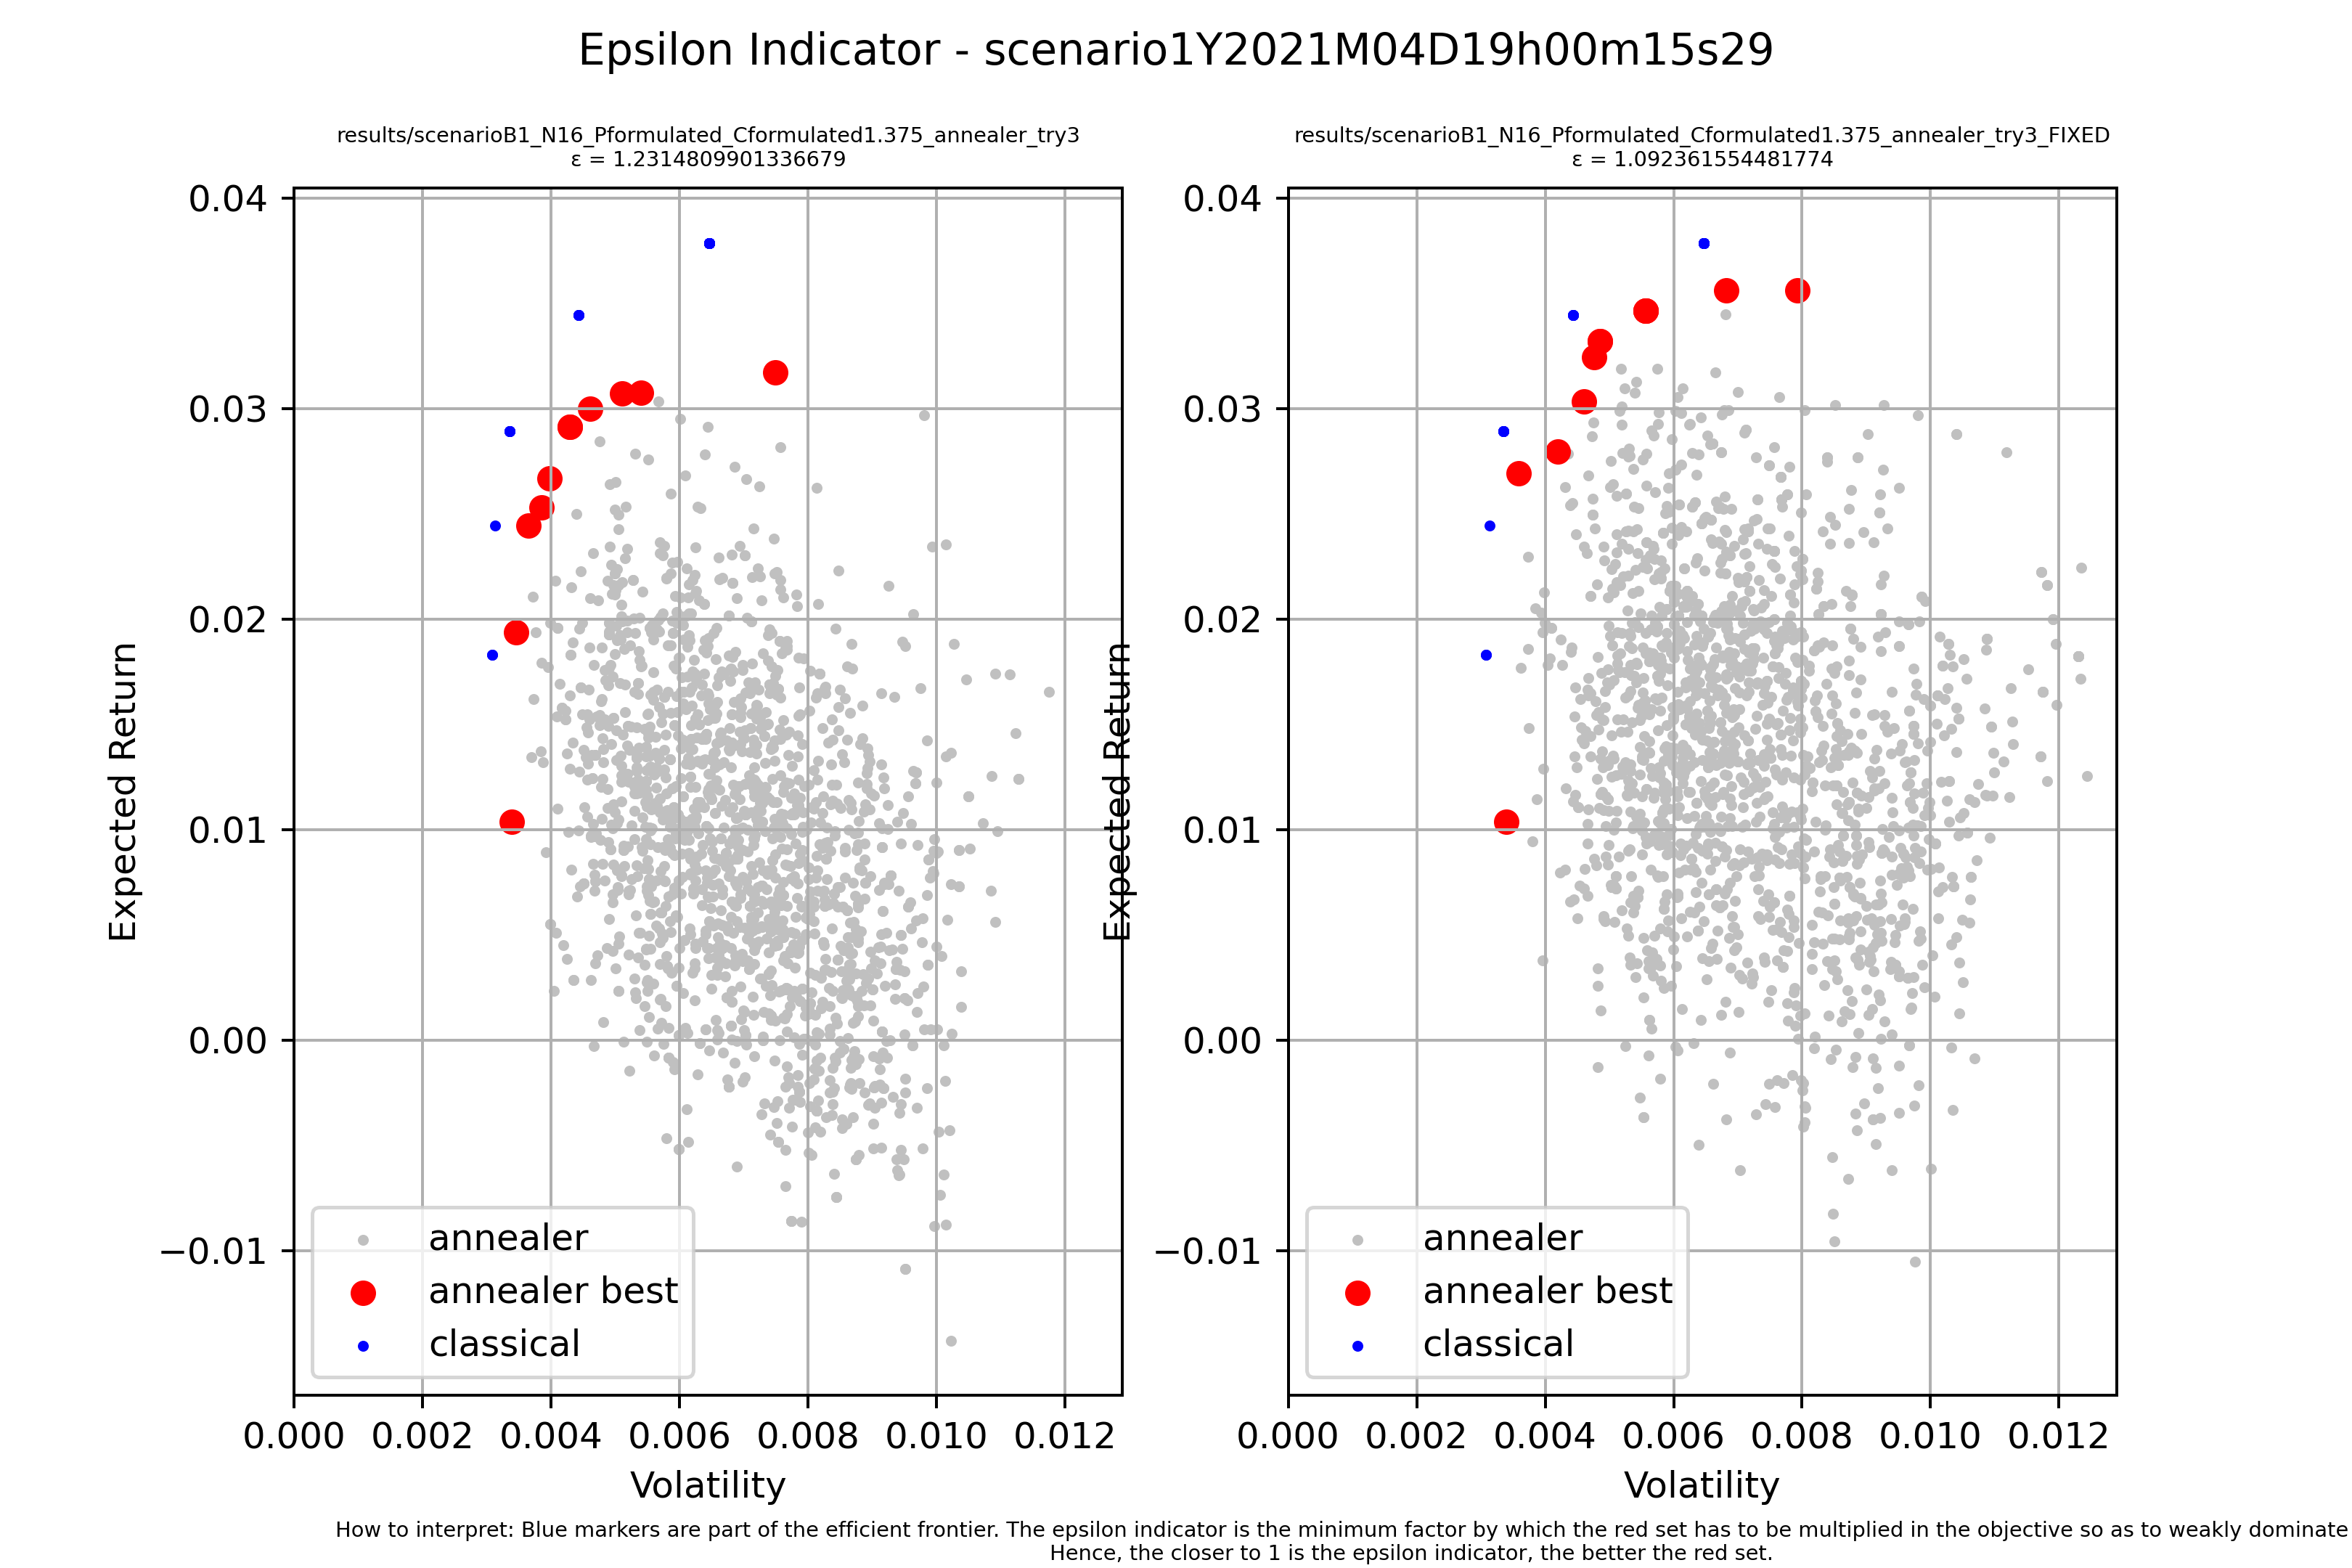 Epsilon Indicator - scenario1Y2021M04D19h00m15s29
results/scenarioB1_N16_Pformulated_Cformulated1.375_annealer_try3
ε = 1.2314809901336679
0.04
0.03
0.02
0.01
0.00
−0.01
Expected Return
annealer
annealer best
classical
0.000 0.002 0.004 0.006 0.008 0.010 0.012
Volatility
results/scenarioB1_N16_Pformulated_Cformulated1.375_annealer_try3_FIXED
ε = 1.092361554481774
0.04
0.03
0.02
0.01
0.00
−0.01
Expected Return
annealer
annealer best
classical
0.000 0.002 0.004 0.006 0.008 0.010 0.012
Volatility
How to interpret: Blue markers are part of the efficient frontier. The epsilon indicator is the minimum factor by which the red set has to be multiplied in the objective so as to weakly dominate
Hence, the closer to 1 is the epsilon indicator, the better the red set.